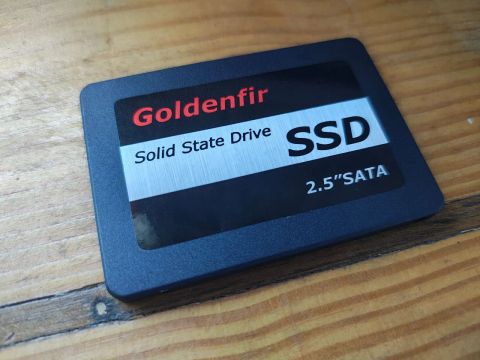 Goldenfir
Solid State Drive SSD
2.5"SATA